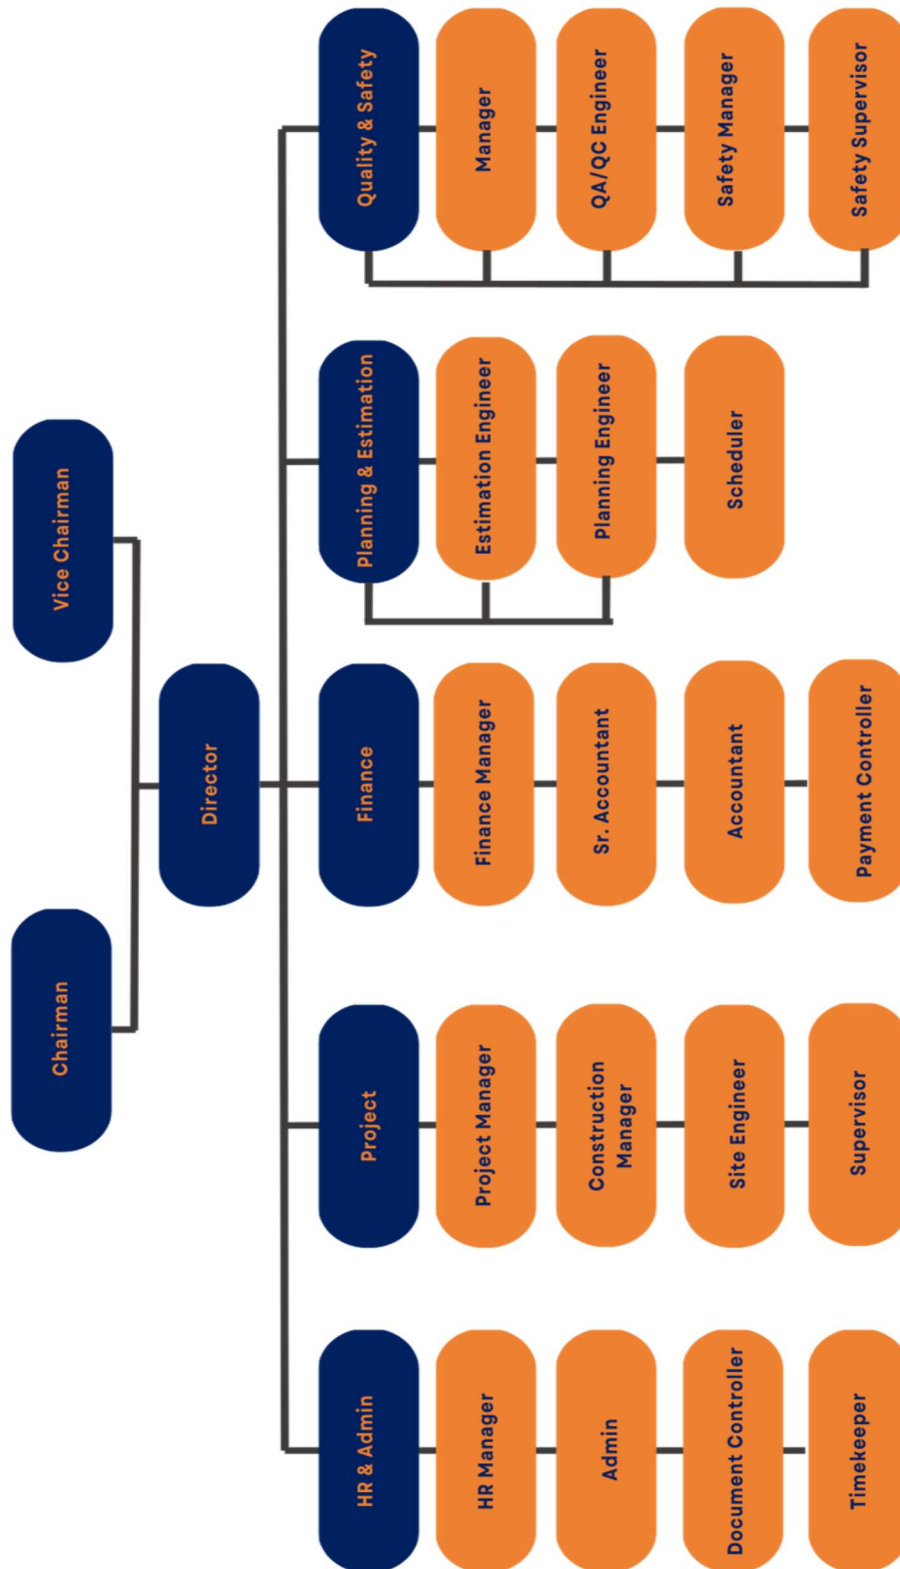 Chairman
Vice Chairman
Director
HR & Admin
Project
Finance
Planning & Estimation
Quality & Safety
HR Manager
Project Manager
Finance Manager
Estimation Engineer
Manager
Admin
Construction
Manager
Sr. Accountant
Planning Engineer
QA/QC Engineer
Document Controller
Site Engineer
Accountant
Scheduler
Safety Manager
Timekeeper
Supervisor
Payment Controller
Safety Supervisor